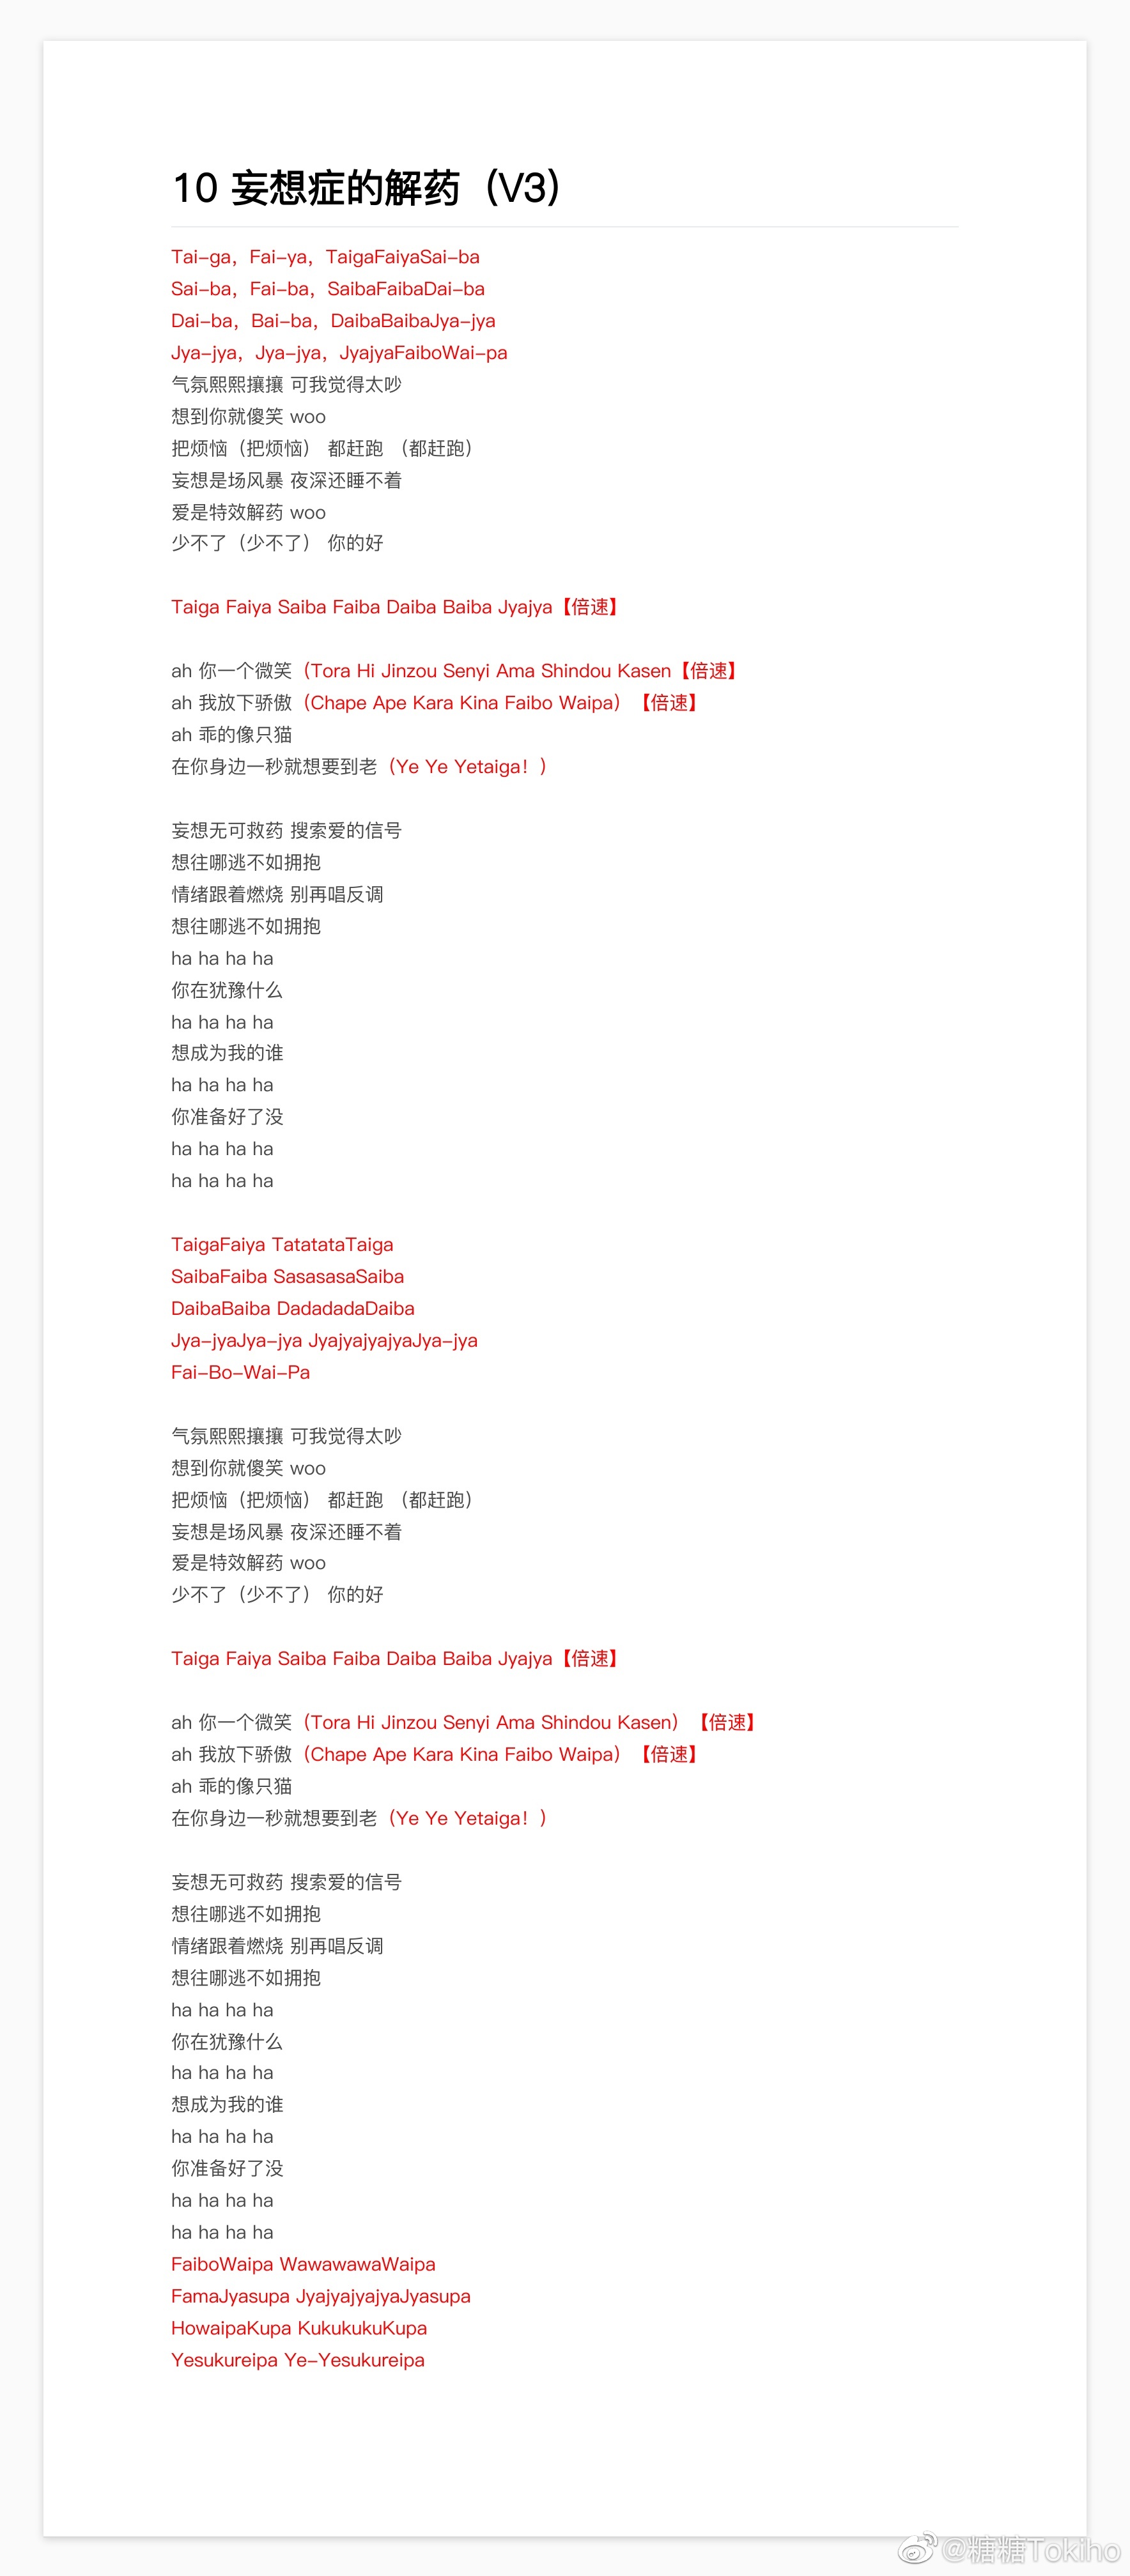 10 妄想症的解药（V3）
Tai-ga，Fai-ya，TaigaFaiyaSai-ba
Sai-ba，Fai-ba，SaibaFaibaDai-ba
Dai-ba，Bai-ba，DaibaBaibaJya-jya
Jya-jya，Jya-jya，JyajyaFaiboWai-pa
气氛熙熙攘攘 可我觉得太吵
想到你就傻笑 woo
把烦恼（把烦恼） 都赶跑 （都赶跑）
妄想是场风暴 夜深还睡不着
爱是特效解药 woo
少不了（少不了） 你的好
Taiga Faiya Saiba Faiba Daiba Baiba Jyajya【倍速】
ah 你一个微笑（Tora Hi Jinzou Senyi Ama Shindou Kasen【倍速】
ah 我放下骄傲（Chape Ape Kara Kina Faibo Waipa）【倍速】
ah 乖的像只猫
在你身边一秒就想要到老（Ye Ye Yetaiga！）
妄想无可救药 搜索爱的信号
想往哪逃不如拥抱
情绪跟着燃烧 别再唱反调
想往哪逃不如拥抱
ha ha ha ha
你在犹豫什么
ha ha ha ha
想成为我的谁
ha ha ha ha
你准备好了没
ha ha ha ha
ha ha ha ha
TaigaFaiya TatatataTaiga
SaibaFaiba SasasasaSaiba
DaibaBaiba DadadadaDaiba
Jya-jyaJya-jya JyajyajyajyaJya-jya
Fai-Bo-Wai-Pa
气氛熙熙攘攘 可我觉得太吵
想到你就傻笑 woo
把烦恼（把烦恼） 都赶跑 （都赶跑）
妄想是场风暴 夜深还睡不着
爱是特效解药 woo
少不了（少不了） 你的好
Taiga Faiya Saiba Faiba Daiba Baiba Jyajya【倍速】
ah 你一个微笑（Tora Hi Jinzou Senyi Ama Shindou Kasen）【倍速】
ah 我放下骄傲（Chape Ape Kara Kina Faibo Waipa）【倍速】
ah 乖的像只猫
在你身边一秒就想要到老（Ye Ye Yetaiga！）
妄想无可救药 搜索爱的信号
想往哪逃不如拥抱
情绪跟着燃烧 别再唱反调
想往哪逃不如拥抱
ha ha ha ha
你在犹豫什么
ha ha ha ha
想成为我的谁
ha ha ha ha
你准备好了没
ha ha ha ha
ha ha ha ha
FaiboWaipa WawawawaWaipa
FamaJyasupa JyajyajyajyaJyasupa
HowaipaKupa KukukukuKupa
Yesukureipa Ye-Yesukureipa
@糖糖Tokiho